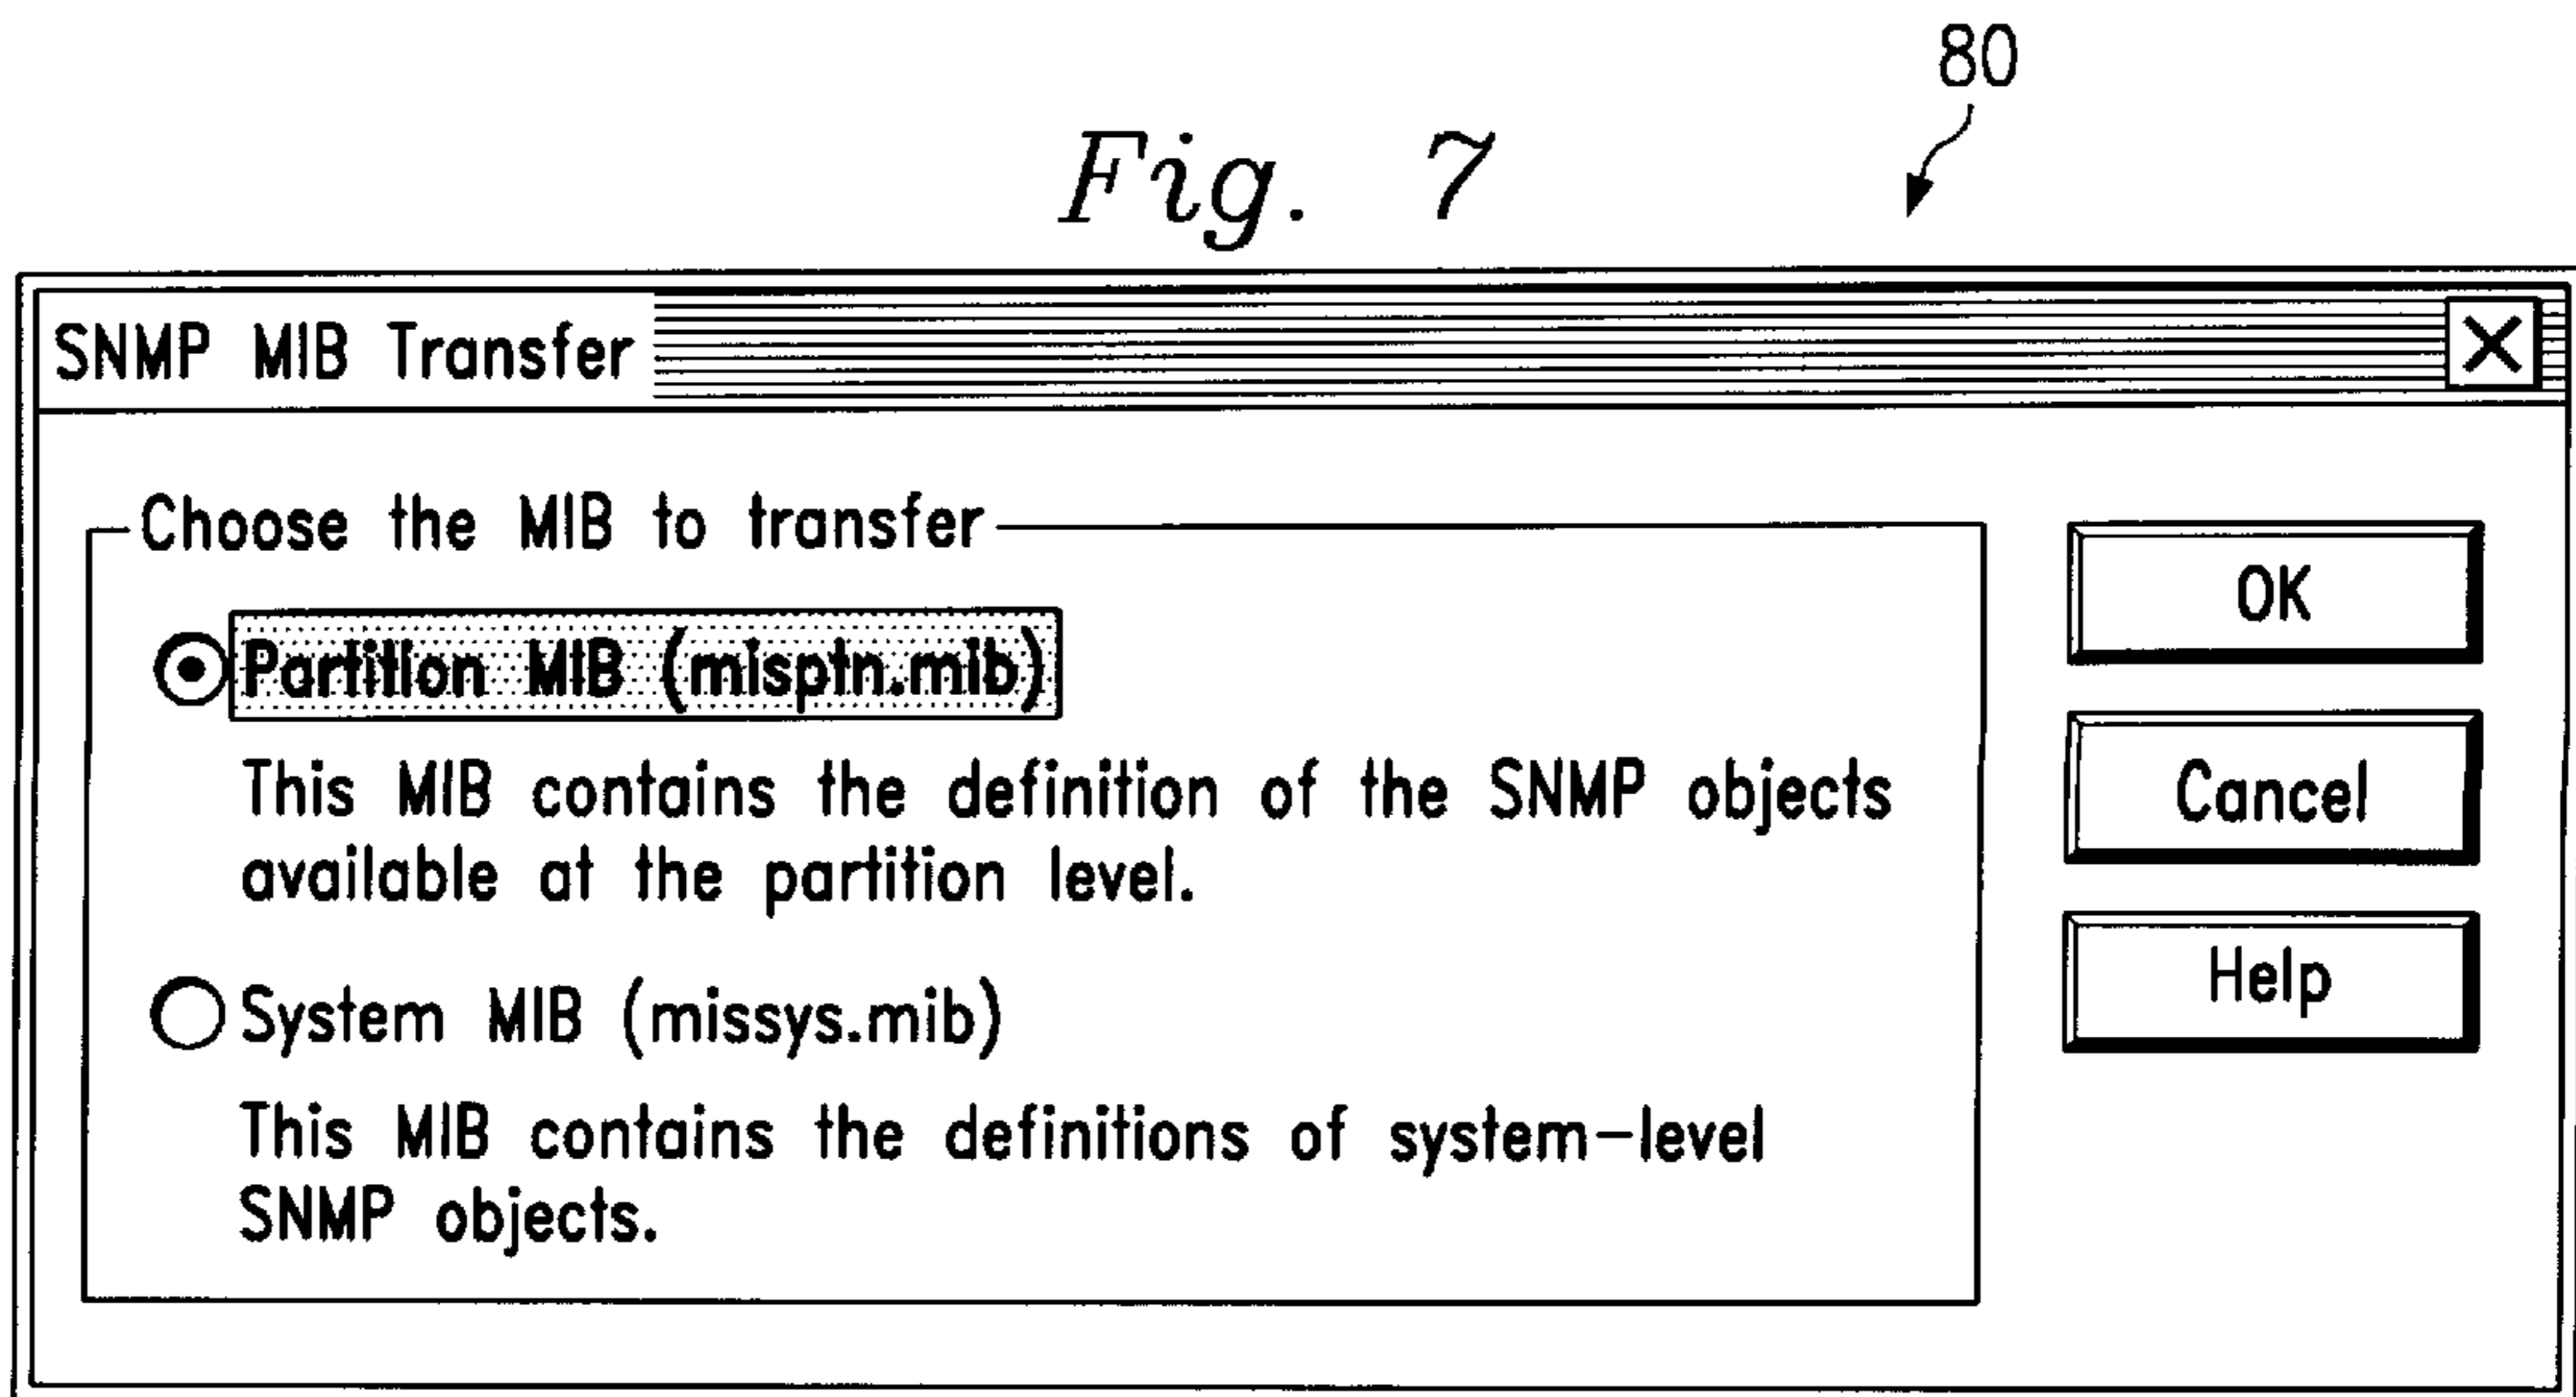 80
Fig. 7
SNMP MIB Transfer
Choose the MIB to transfer
Partition MIB (misptn.mib)
This MIB contains the definition of the SNMP objects
available at the partition level.
System MIB (missys.mib)
This MIB contains the definitions of system-level
SNMP objects.
OK
Cancel
Help